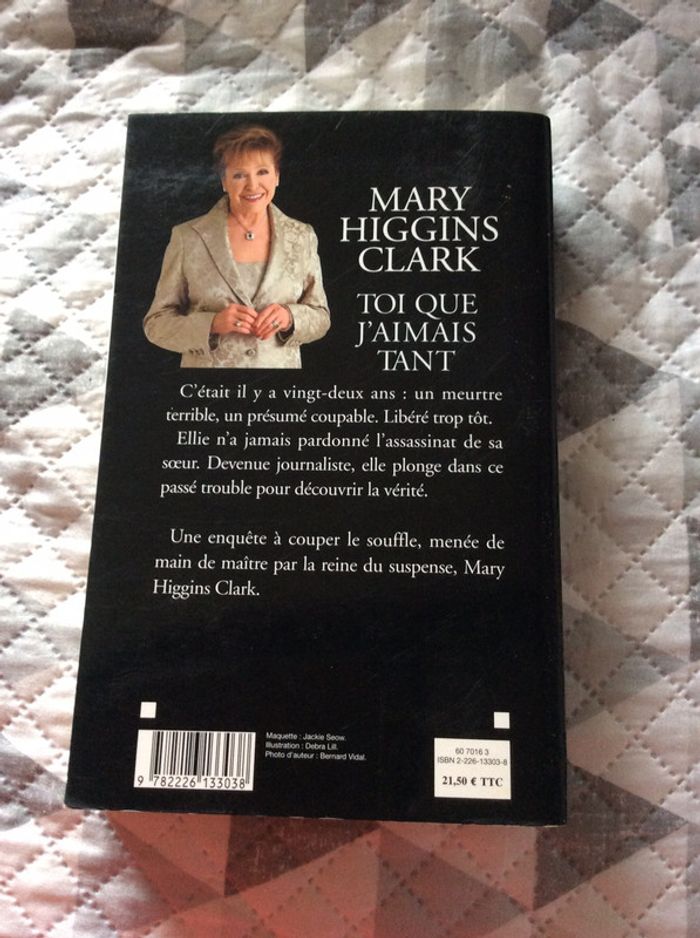 MARY
HIGGINS
CLARK
TOI QUE
J'AIMAIS
TANT
C'était il y a vingt-deux ans : un meurtre
terrible, un présumé coupable. Libéré trop tôt.
Ellie n'a jamais pardonné l'assassinat de sa
sœur. Devenue journaliste, elle plonge dans ce
passé trouble pour découvrir la vérité.
Une enquête à couper le souffle, menée de
main de maître par la reine du suspense, Mary
Higgins Clark.
Maquette : Jackie Seow.
Illustration : Debra Lill.
Photo d'auteur : Bernard Vidal.
9 782226 133038
60 7016 3
ISBN 2-226-13303-8
21,50 € TTC